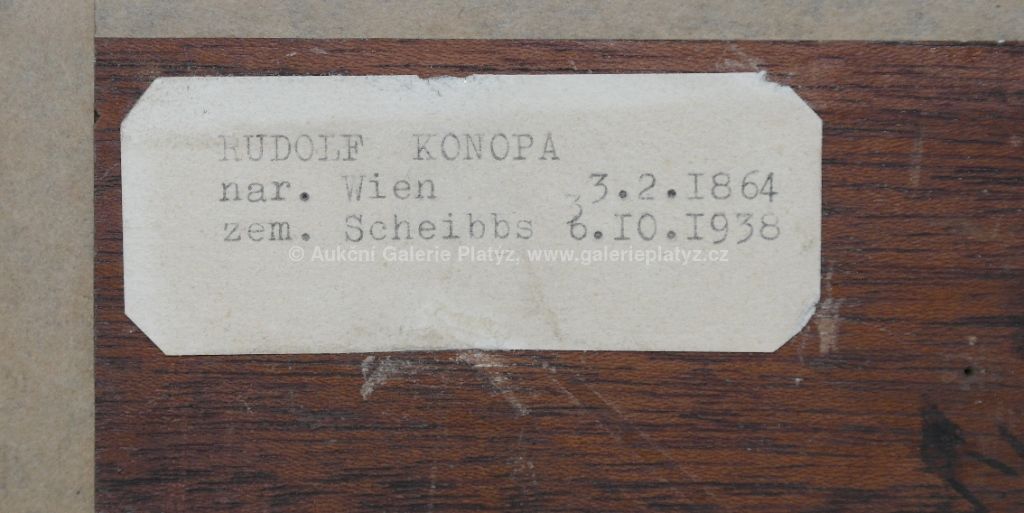 RUDOLF KONOPA
nar. Wien 3.2.1864
zem. Scheibbs 6.10.1938
© Aukční Galerie Platýz, www.galerieplatyz.cz